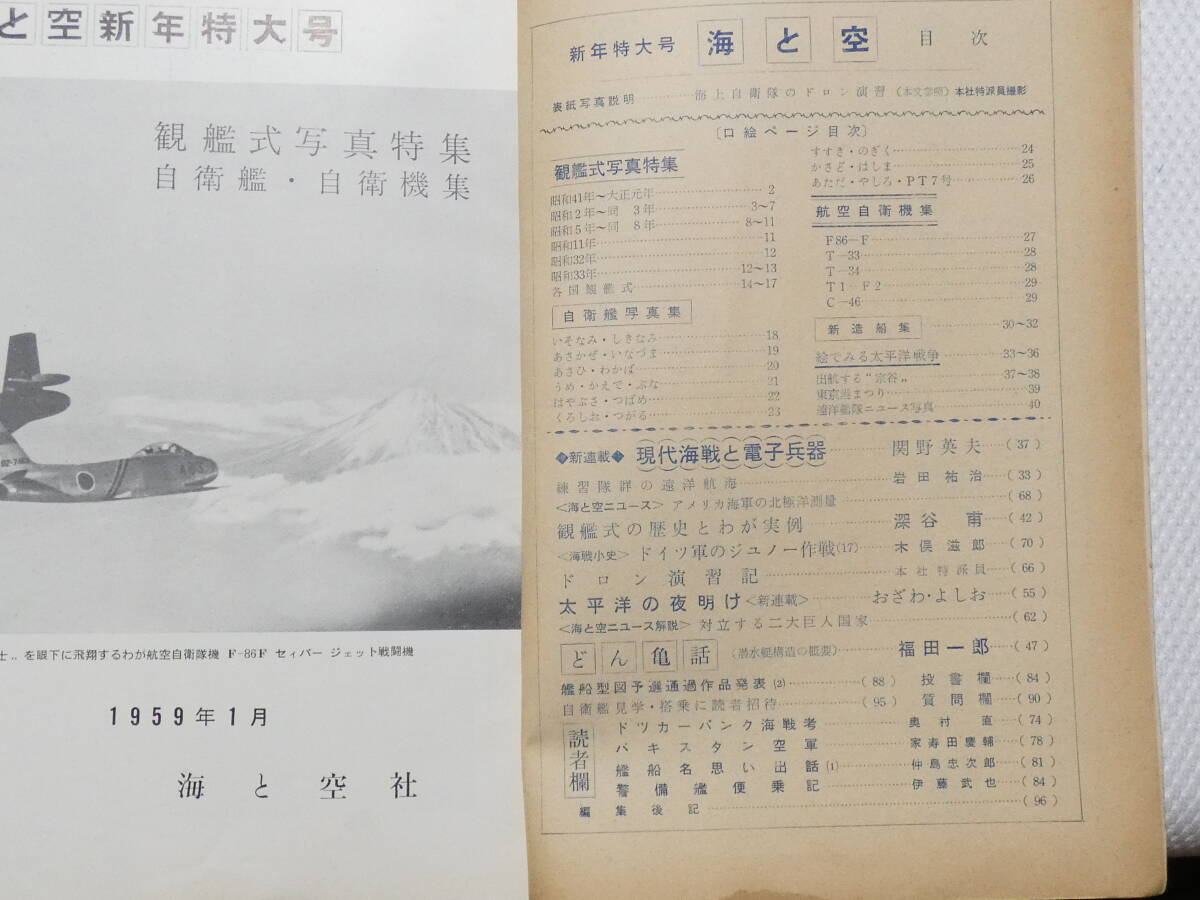 と空新年特大号
観艦式写真特集
自衛艦・自衛機集
士〟を眼下に飛翔するわが航空自衛隊機 F-86F セィバー ジェット戦闘機
1959年1月
海と空社
新年特大号 海と空 目次
表紙写真説明…………海上自衛隊のドロン演習(本文参照)本社特派員撮影
〔口絵ページ目次〕
観艦式写真特集
昭和41年〜大正元年…………2
昭和2年〜同 3年…………3〜7
昭和5年〜同 8年…………8〜11
昭和11年…………11
昭和32年…………12
昭和33年…………12〜13
各国観艦式…………14〜17
自衛艦写真集
いそなみ・しきなみ…………18
あさかぜ・いなづま…………19
あさひ・わかば…………20
うめ・かえで・ぶな…………21
はやぶさ・つばめ…………22
くろしお・つがる…………23
すすき・のぎく…………24
かさど・はしま…………25
あただ・やしろ・PT7号…………26
航空自衛機集
F86-F…………27
T-33…………28
T-34…………28
T1 F2…………29
C-46…………29
新造船集…………30〜32
絵でみる太平洋戦争…………33〜36
出航する〝宗谷〟…………37〜38
東京港まつり…………39
遠洋艦隊ニュース写真…………40
◆新連載◆ 現代海戦と電子兵器…………関野英夫…(37)
練習隊群の遠洋航海…………岩田祐治…(33)
<海と空ニュース> アメリカ海軍の北極洋測量…………(68)
観艦式の歴史とわが実例…………深谷甫…(42)
<海戦小史> ドイツ軍のジュノー作戦(17)…………木俣滋郎…(70)
ドロン演習記…………本社特派員…(66)
太平洋の夜明け<新連載>…………おざわ・よしお…(55)
<海と空ニュース解説> 対立する二大巨人国家…………(62)
どん亀話(潜水艇構造の概要) 福田一郎…(47)
艦船型図予選通過作品発表(2)…………(88)
自衛艦見学・搭乗に読者招待…………(95)
投書欄…(84)
質問欄…(90)
読者欄
ドッカーバンク海戦考 奥村直…(74)
パキスタン空軍…………家寿田慶輔…(78)
艦船名思い出話(1)…………仲島忠次郎…(81)
警備艦便乗記…………伊藤武也…(84)
編集後記…………(96)